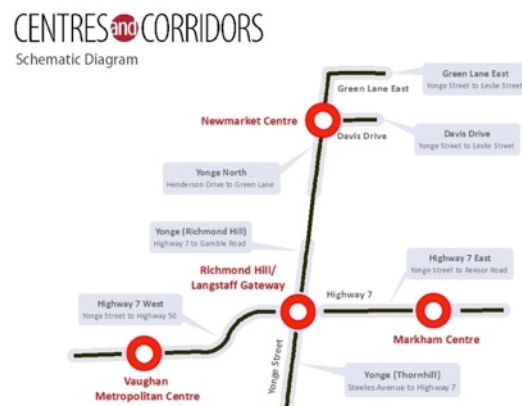 CENTRES and CORRIDORS
Schematic Diagram
Green Lane East
Yonge Street to Leslie Street
Green Lane East
Newmarket Centre
Davis Drive
Davis Drive
Yonge Street to Leslie Street
Yonge North
Henderson Drive to Green Lane
Yonge (Richmond Hill)
Highway 7 to Gamble Road
Richmond Hill/
Langstaff Gateway
Highway 7 East
Yonge Street to Reesor Road
Highway 7
Highway 7 West
Yonge Street to Highway 50
Markham Centre
Yonge Street
Vaughan
Metropolitan Centre
Yonge (Thornhill)
Steeles Avenue to Highway 7